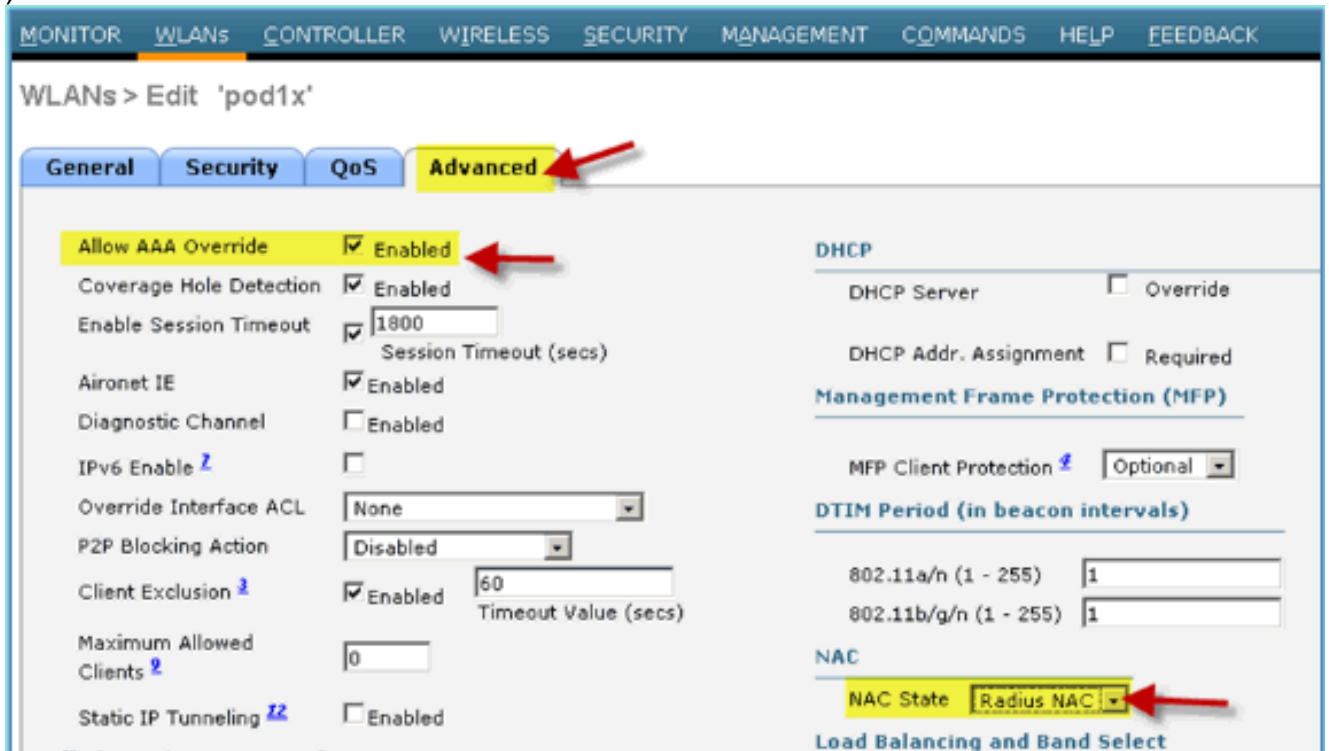 )
MONITOR WLANs CONTROLLER WIRELESS SECURITY MANAGEMENT COMMANDS HELP FEEDBACK
WLANs > Edit 'pod1x'
General Security QoS Advanced
Allow AAA Override Enabled
Coverage Hole Detection Enabled
Enable Session Timeout 1800
Session Timeout (secs)
Aironet IE Enabled
Diagnostic Channel Enabled
IPv6 Enable 7
Override Interface ACL None
P2P Blocking Action Disabled
Client Exclusion 3 Enabled 60
Timeout Value (secs)
Maximum Allowed
Clients 9 0
Static IP Tunneling 12 Enabled
DHCP
DHCP Server Override
DHCP Addr. Assignment Required
Management Frame Protection (MFP)
MFP Client Protection 4 Optional
DTIM Period (in beacon intervals)
802.11a/n (1 - 255) 1
802.11b/g/n (1 - 255) 1
NAC
NAC State Radius NAC
Load Balancing and Band Select